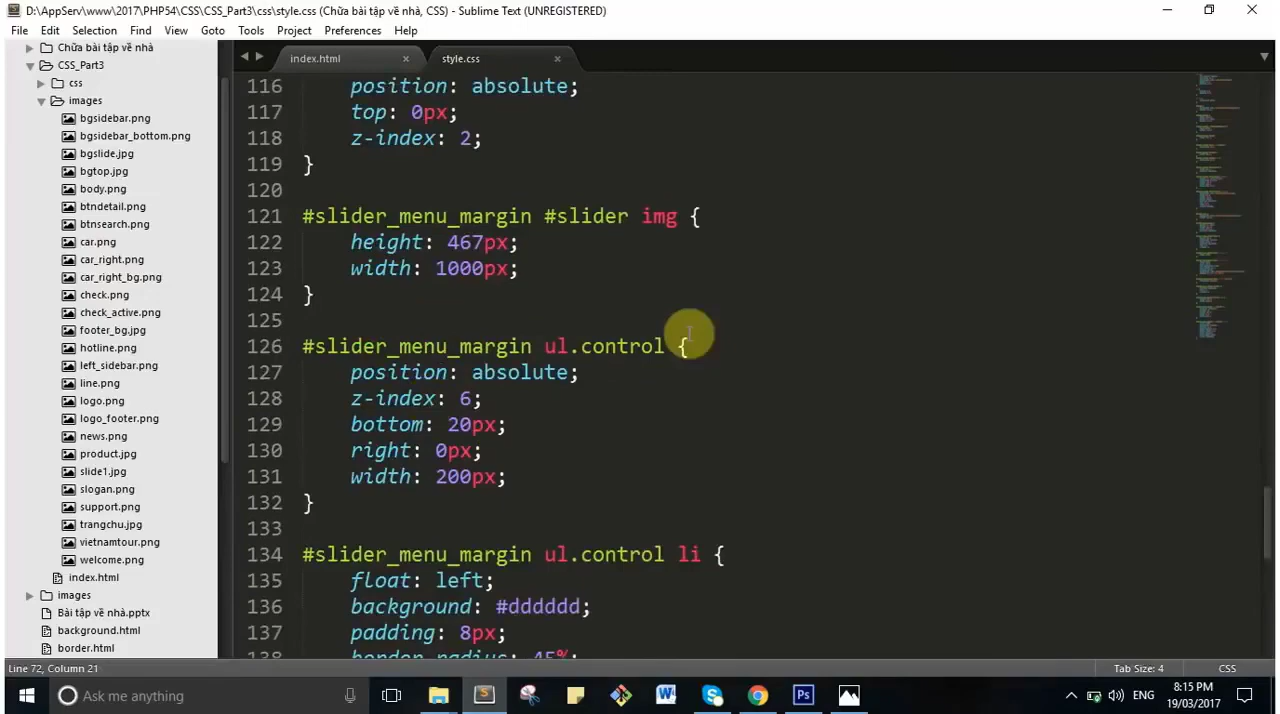 D:\AppServ\www\2017\PHP54\CSS\CSS_Part3\css\style.css (Chữa bài tập về nhà, CSS) - Sublime Text (UNREGISTERED)
File Edit Selection Find View Goto Tools Project Preferences Help
Chữa bài tập về nhà
CSS_Part3
css
images
bgsidebar.png
bgsidebar_bottom.png
bgslide.jpg
bgtop.jpg
body.png
btndetail.png
btnsearch.png
car.png
car_right.png
car_right_bg.png
check.png
check_active.png
footer_bg.jpg
hotline.png
left_sidebar.png
line.png
logo.png
logo_footer.png
news.png
product.jpg
slide1.jpg
slogan.png
support.png
trangchu.jpg
vietnamtour.png
welcome.png
index.html
images
Bài tập về nhà.pptx
background.html
border.html
index.html
style.css
116 position: absolute;
117 top: 0px;
118 z-index: 2;
119 }
120
121 #slider_menu_margin #slider img {
122 height: 467px;
123 width: 1000px;
124 }
125
126 #slider_menu_margin ul.control {
127 position: absolute;
128 z-index: 6;
129 bottom: 20px;
130 right: 0px;
131 width: 200px;
132 }
133
134 #slider_menu_margin ul.control li {
135 float: left;
136 background: #dddddd;
137 padding: 8px;
138 border-radius: 45%;
Line 72, Column 21
Tab Size: 4
CSS
Ask me anything
ENG
8:15 PM
19/03/2017